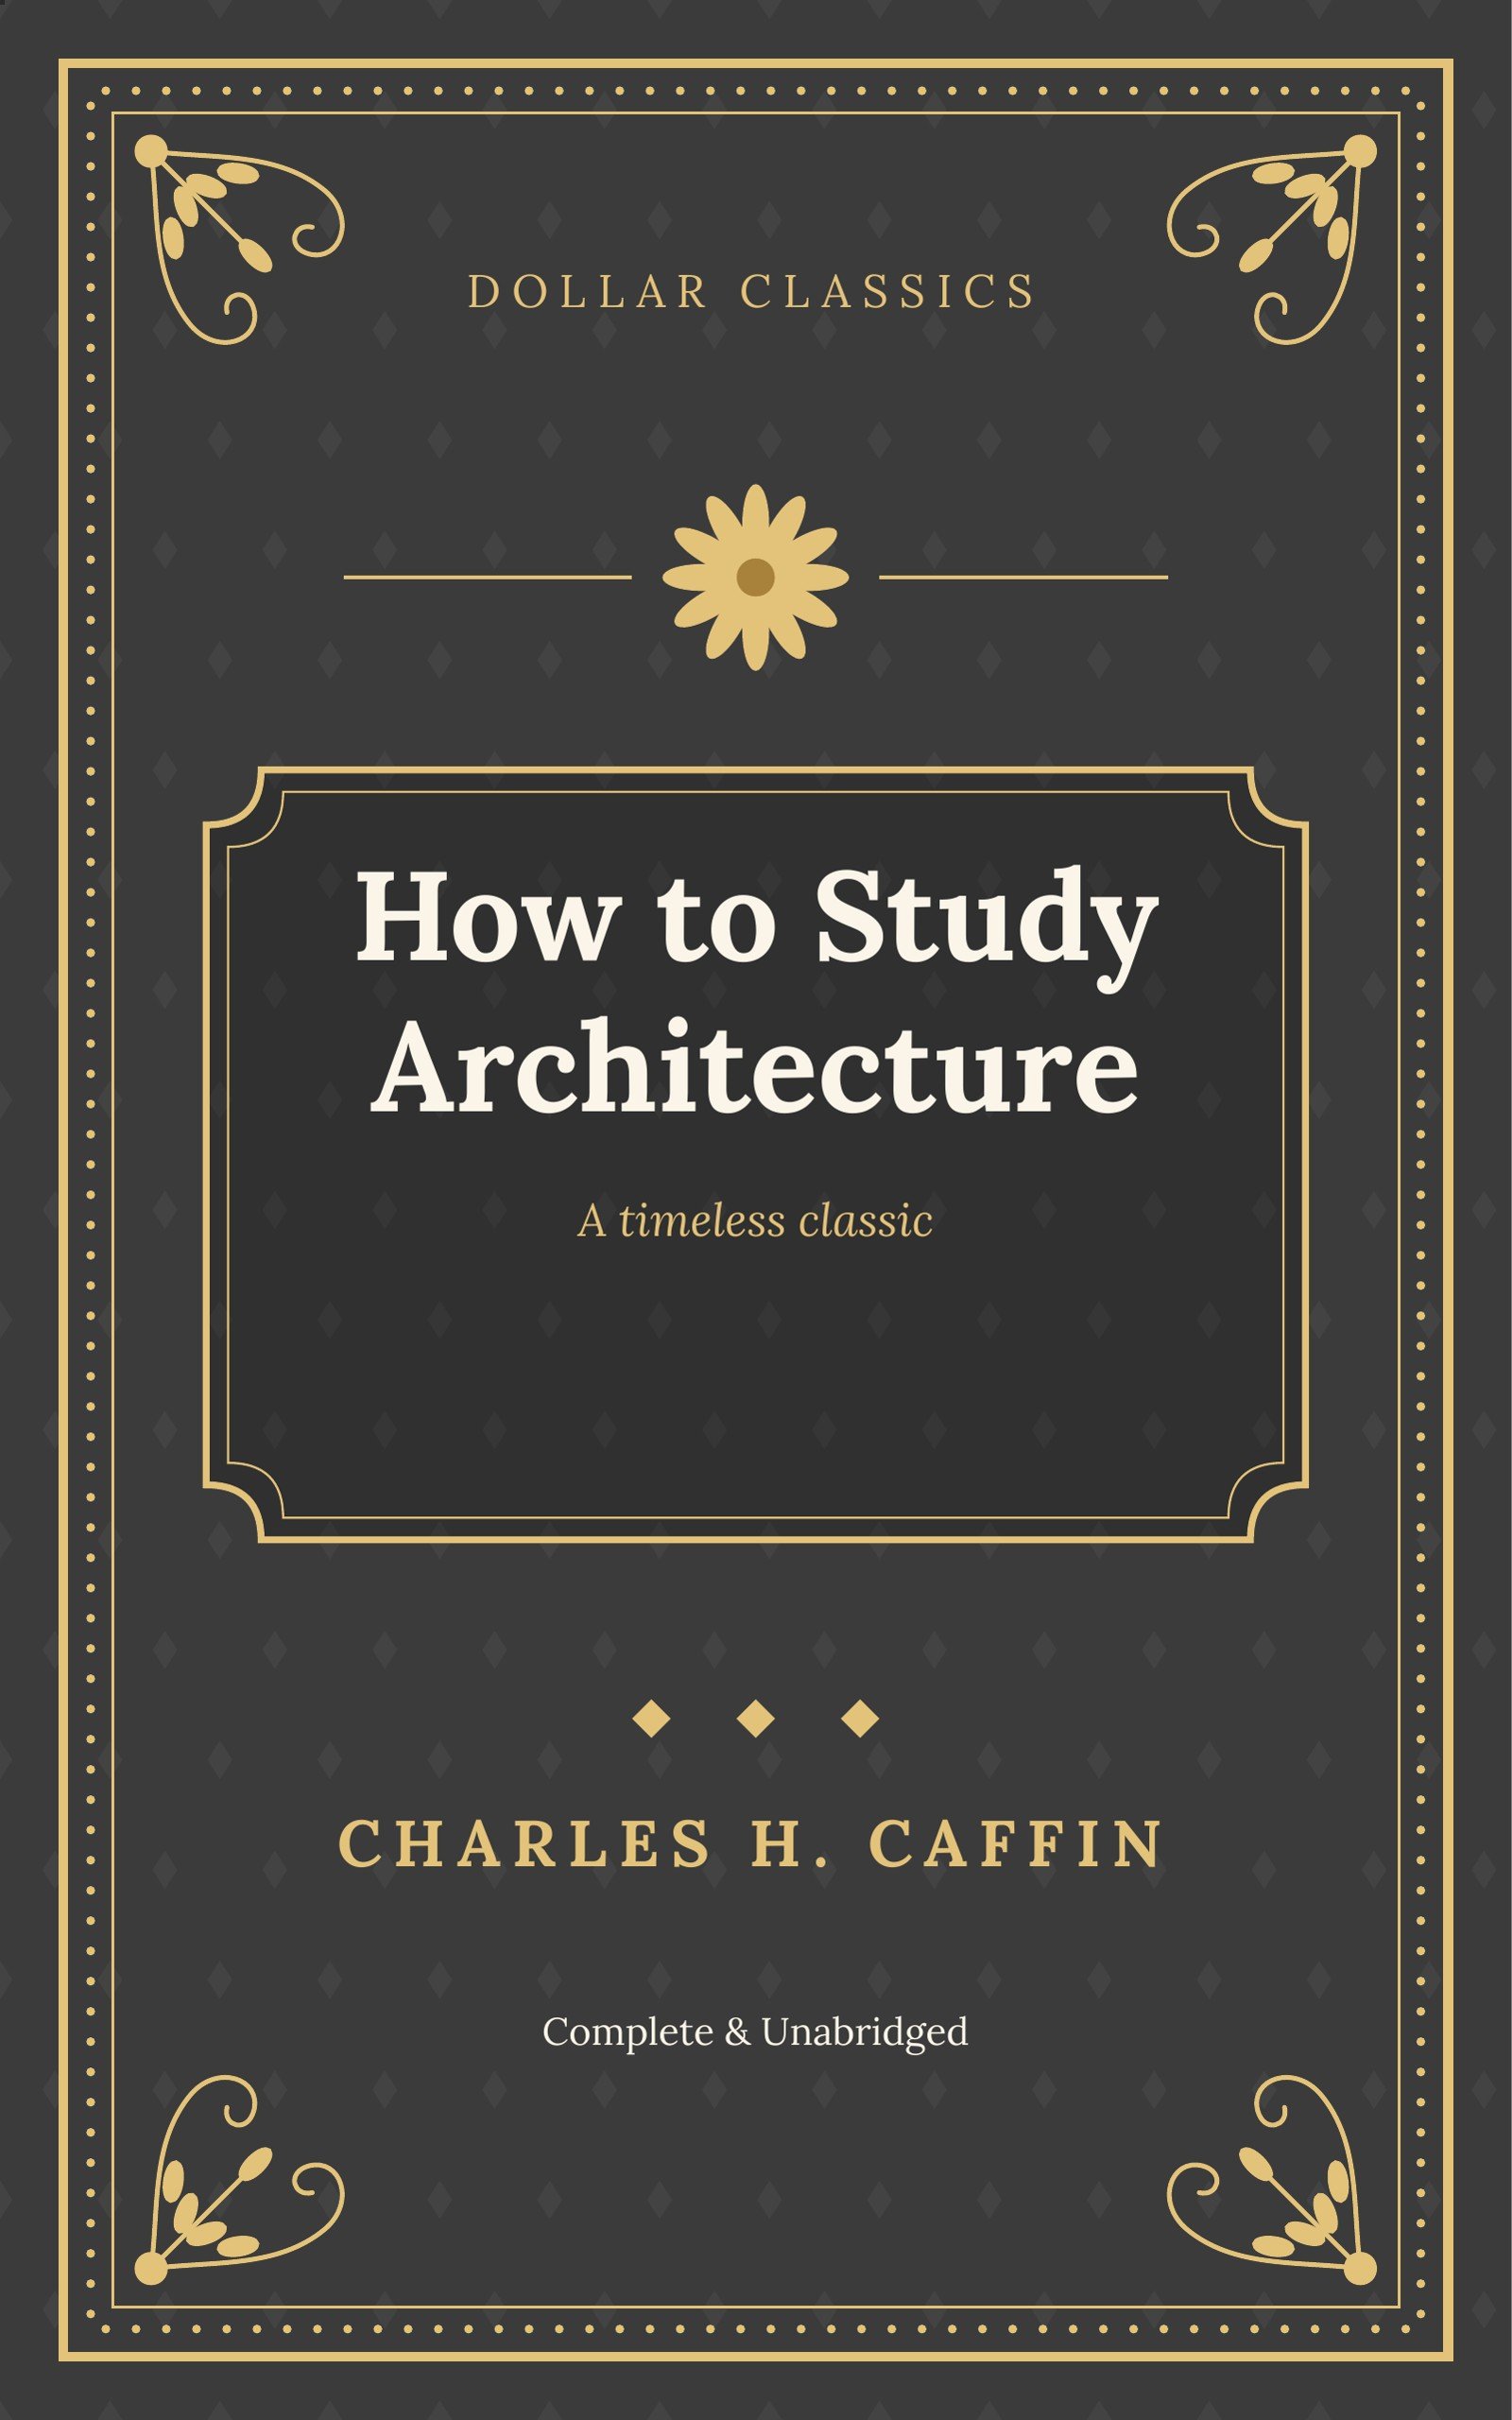 DOLLAR CLASSICS
How to Study
Architecture
A timeless classic
CHARLES H. CAFFIN
Complete & Unabridged